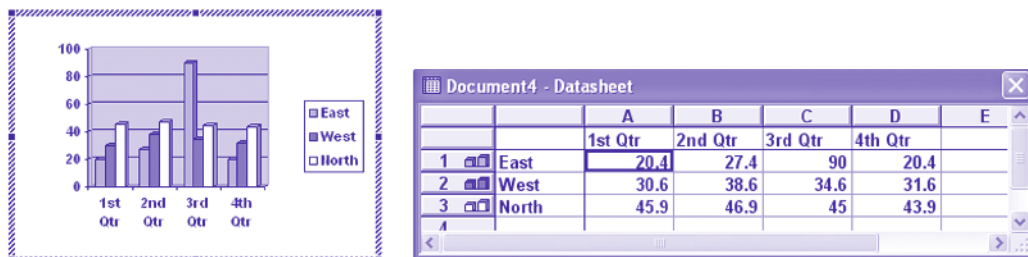 100
80
60
40
20
0
1st Qtr 2nd Qtr 3rd Qtr 4th Qtr
East
West
North
Document4 - Datasheet
A B C D E
1st Qtr 2nd Qtr 3rd Qtr 4th Qtr
1 East 20.4 27.4 90 20.4
2 West 30.6 38.6 34.6 31.6
3 North 45.9 46.9 45 43.9
4